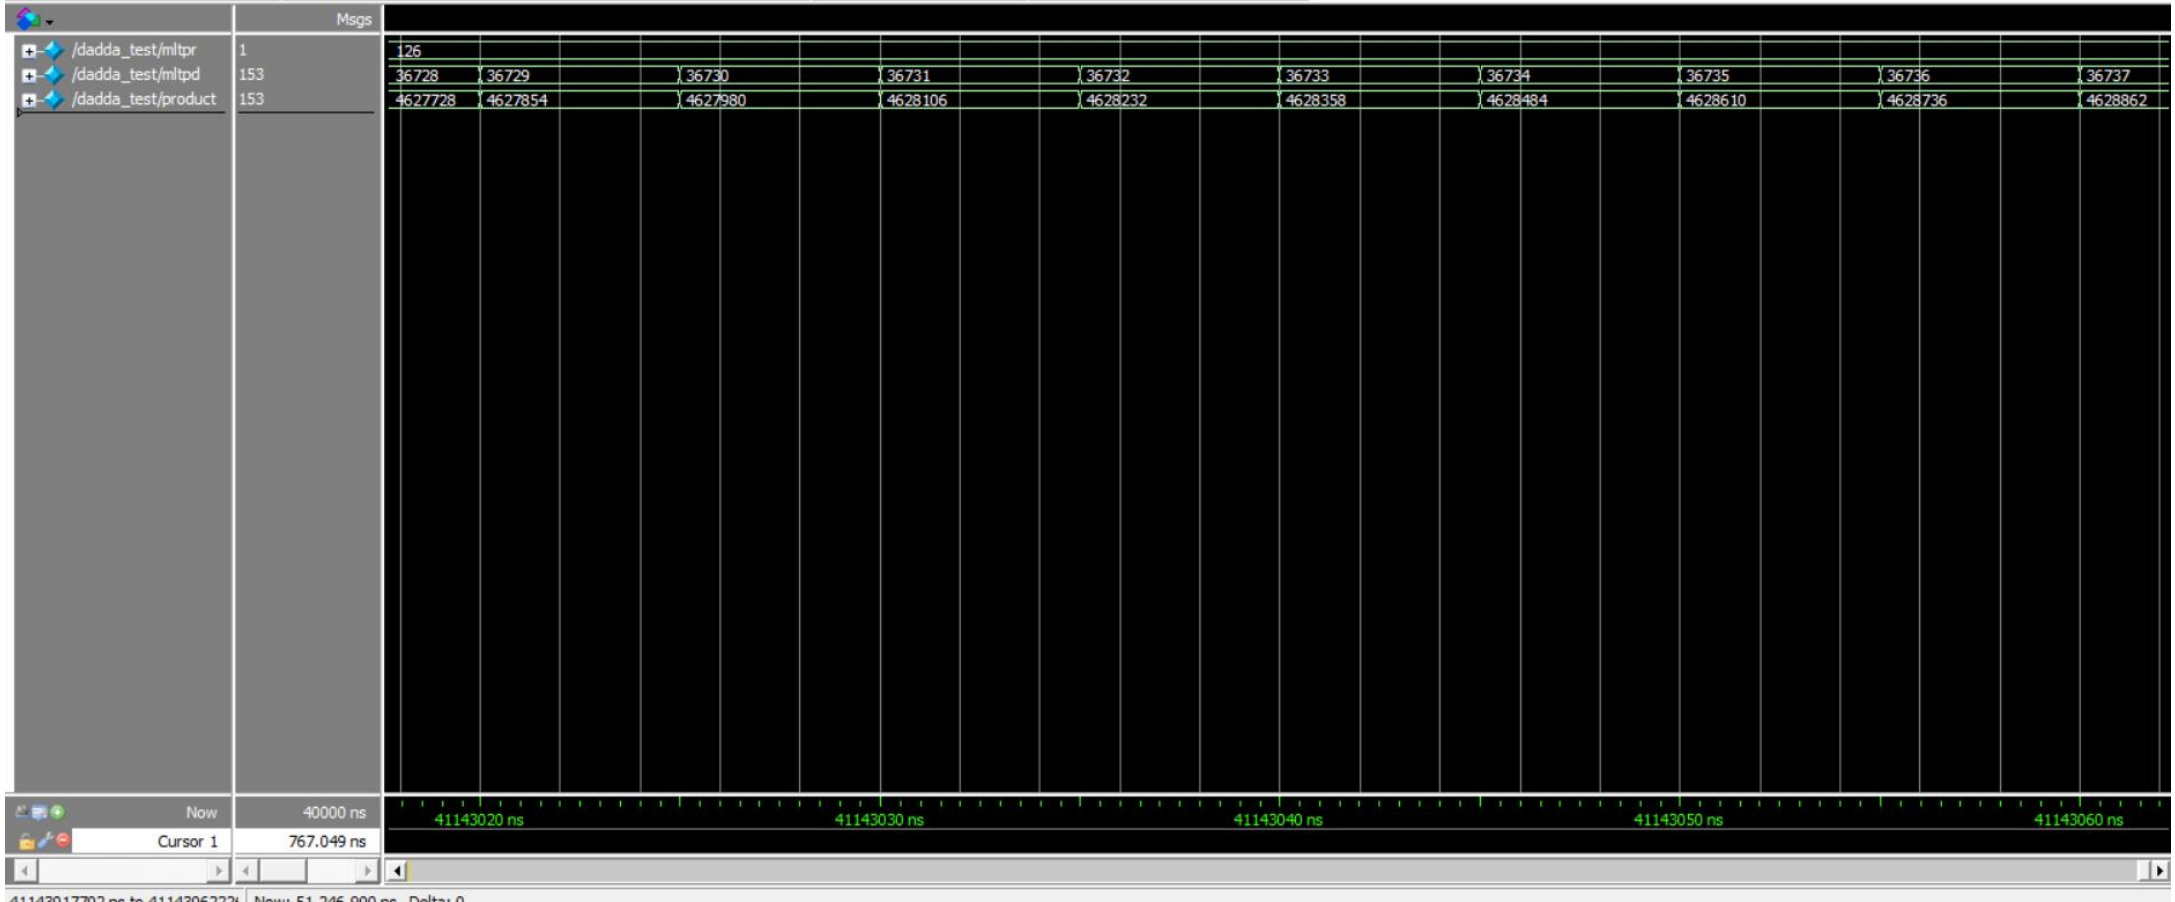 Msgs
/dadda_test/mltpr 1 126
/dadda_test/mltpd 153 36728 36729 36730 36731 36732 36733 36734 36735 36736 36737
/dadda_test/product 153 4627728 4627854 4627980 4628106 4628232 4628358 4628484 4628610 4628736 4628862
Now 40000 ns
41143020 ns 41143030 ns 41143040 ns 41143050 ns 41143060 ns
Cursor 1 767.049 ns